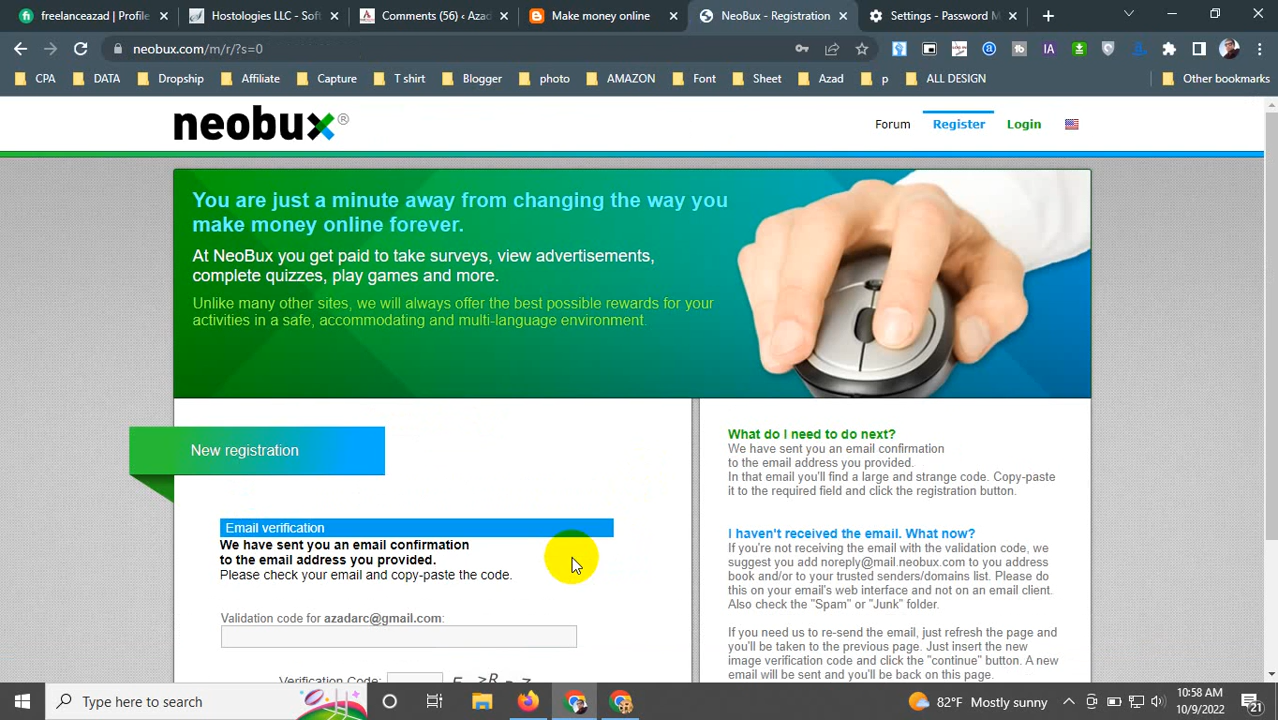 freelanceazad | Profile
Hostologies LLC - Soft
Comments (56) ‹ Azad
Make money online
NeoBux - Registration
Settings - Password M
neobux.com/m/r/?s=0
CPA
DATA
Dropship
Affiliate
Capture
T shirt
Blogger
photo
AMAZON
Font
Sheet
Azad
p
ALL DESIGN
Other bookmarks
neobux®
Forum
Register
Login
You are just a minute away from changing the way you
make money online forever.
At NeoBux you get paid to take surveys, view advertisements,
complete quizzes, play games and more.
Unlike many other sites, we will always offer the best possible rewards for your
activities in a safe, accommodating and multi-language environment.
New registration
Email verification
We have sent you an email confirmation
to the email address you provided.
Please check your email and copy-paste the code.
Validation code for azadarc@gmail.com:
Verification Code:
What do I need to do next?
We have sent you an email confirmation
to the email address you provided.
In that email you'll find a large and strange code. Copy-paste
it to the required field and click the registration button.
I haven't received the email. What now?
If you're not receiving the email with the validation code, we
suggest you add noreply@mail.neobux.com to you address
book and/or to your trusted senders/domains list. Please do
this on your email's web interface and not on an email client.
Also check the "Spam" or "Junk" folder.
If you need us to re-send the email, just refresh the page and
you'll be taken to the previous page. Just insert the new
image verification code and click the "continue" button. A new
email will be sent and you'll be back on this page.
Type here to search
82°F Mostly sunny
10:58 AM
10/9/2022
21